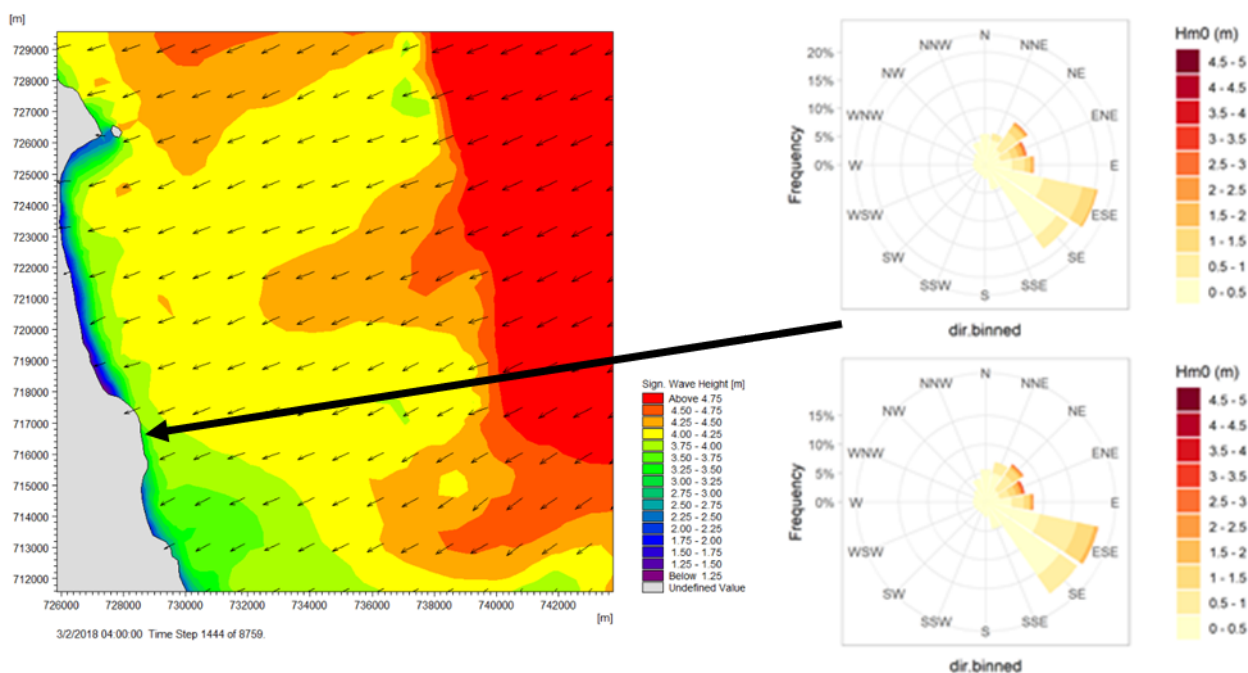 [m]
729000
728000
727000
726000
725000
724000
723000
722000
721000
720000
719000
718000
717000
716000
715000
714000
713000
712000
726000 728000 730000 732000 734000 736000 738000 740000 742000
[m]
3/2/2018 04:00:00 Time Step 1444 of 8759.
Sign. Wave Height [m]
Above 4.75
4.50 - 4.75
4.25 - 4.50
4.00 - 4.25
3.75 - 4.00
3.50 - 3.75
3.25 - 3.50
3.00 - 3.25
2.75 - 3.00
2.50 - 2.75
2.25 - 2.50
2.00 - 2.25
1.75 - 2.00
1.50 - 1.75
1.25 - 1.50
Below 1.25
Undefined Value
Frequency
20%
15%
10%
5%
0%
N
NNE
NE
ENE
E
ESE
SE
SSE
S
SSW
SW
WSW
W
WNW
NW
NNW
dir.binned
Hm0 (m)
4.5 - 5
4 - 4.5
3.5 - 4
3 - 3.5
2.5 - 3
2 - 2.5
1.5 - 2
1 - 1.5
0.5 - 1
0 - 0.5
Frequency
15%
10%
5%
0%
N
NNE
NE
ENE
E
ESE
SE
SSE
S
SSW
SW
WSW
W
WNW
NW
NNW
dir.binned
Hm0 (m)
4.5 - 5
4 - 4.5
3.5 - 4
3 - 3.5
2.5 - 3
2 - 2.5
1.5 - 2
1 - 1.5
0.5 - 1
0 - 0.5